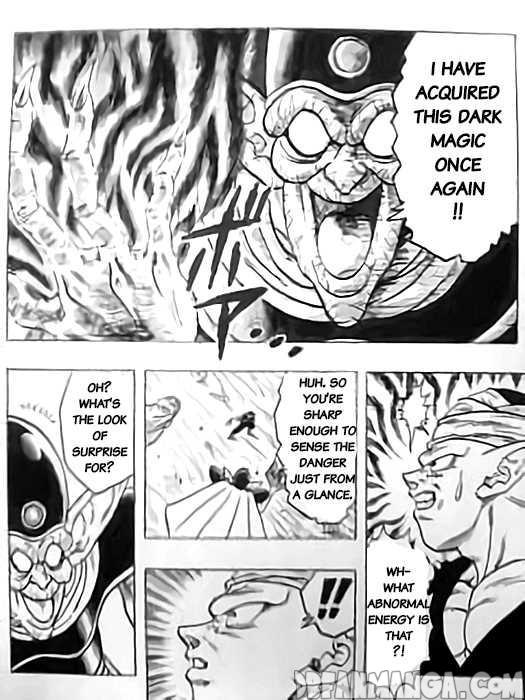 I HAVE
ACQUIRED
THIS DARK
MAGIC
ONCE
AGAIN
!!
WH-
WHAT
ABNORMAL
ENERGY IS
THAT
?!
HUH. SO
YOU'RE
SHARP
ENOUGH TO
SENSE THE
DANGER
JUST FROM
A GLANCE.
OH?
WHAT'S
THE LOOK
OF
SURPRISE
FOR?
!!
DREAMMANGA.COM